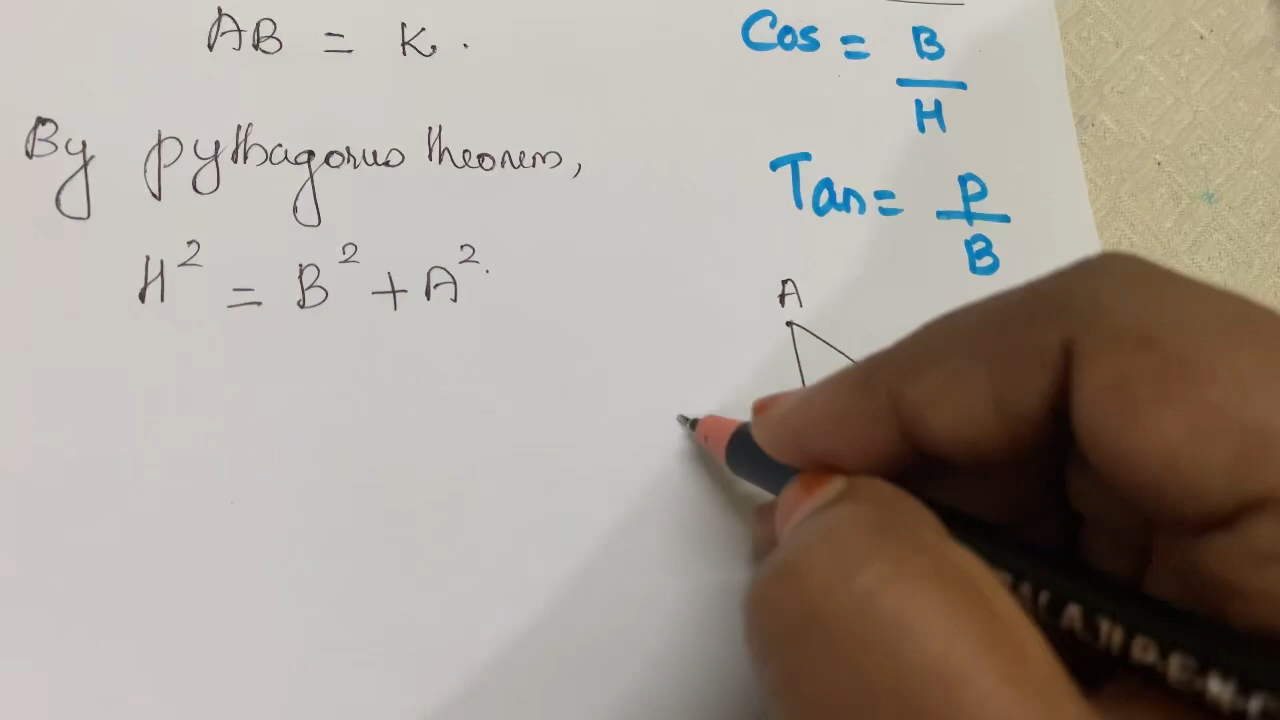 AB = K.
By pythagorus theorem,
H² = B² + A².
Cos = B/H
Tan = P/B
A